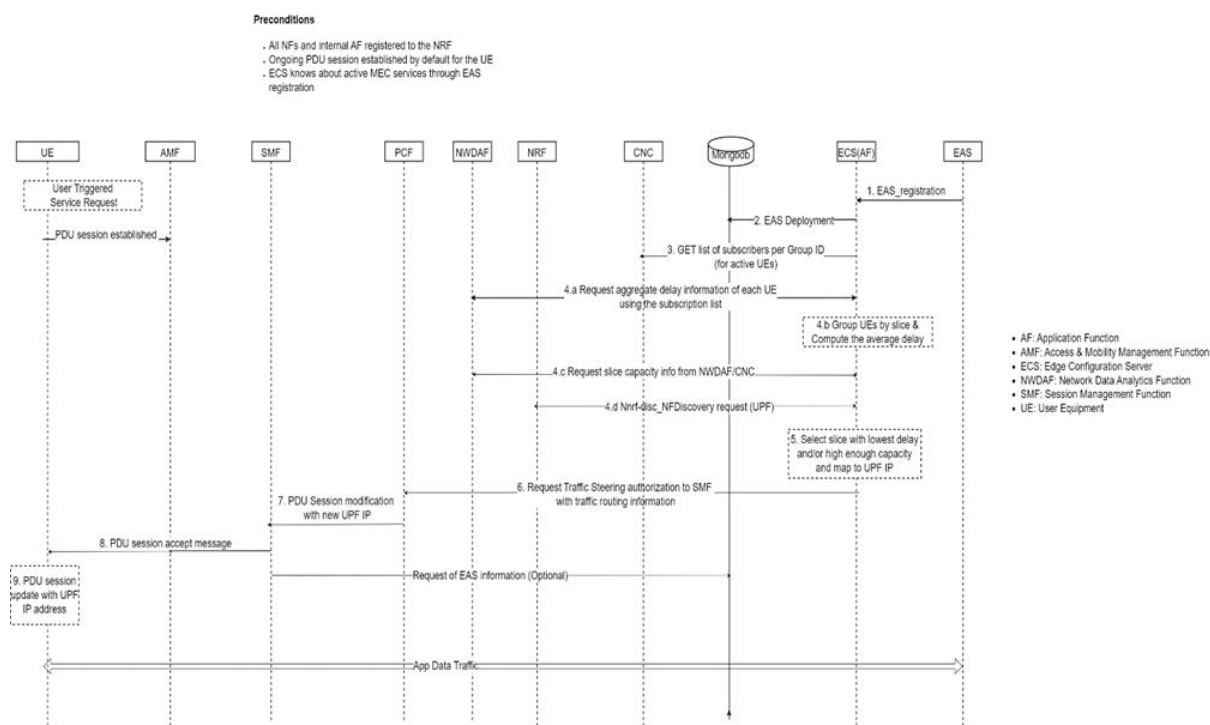 Preconditions
All NFs and internal AF registered to the NRF
Ongoing PDU session established by default for the UE
ECS knows about active MEC services through EAS
registration
UE
AMF
SMF
PCF
NWDAF
NRF
CNC
Mongodb
ECS(AF)
EAS
User Triggered
Service Request
1. EAS_registration
2. EAS Deployment
PDU session established
3. GET list of subscribers per Group ID
(for active UEs)
4.a Request aggregate delay information of each UE
using the subscription list
4.b Group UEs by slice &
Compute the average delay
4.c Request slice capacity info from NWDAF/CNC
4.d Nnrf-disc_NFDiscovery request (UPF)
5. Select slice with lowest delay
and/or high enough capacity
and map to UPF IP
6. Request Traffic Steering authorization to SMF
with traffic routing information
7. PDU Session modification
with new UPF IP
8. PDU session accept message
Request of EAS information (Optional)
9. PDU session
update with UPF
IP address
App Data Traffic
AF: Application Function
AMF: Access & Mobility Management Function
ECS: Edge Configuration Server
NWDAF: Network Data Analytics Function
SMF: Session Management Function
UE: User Equipment